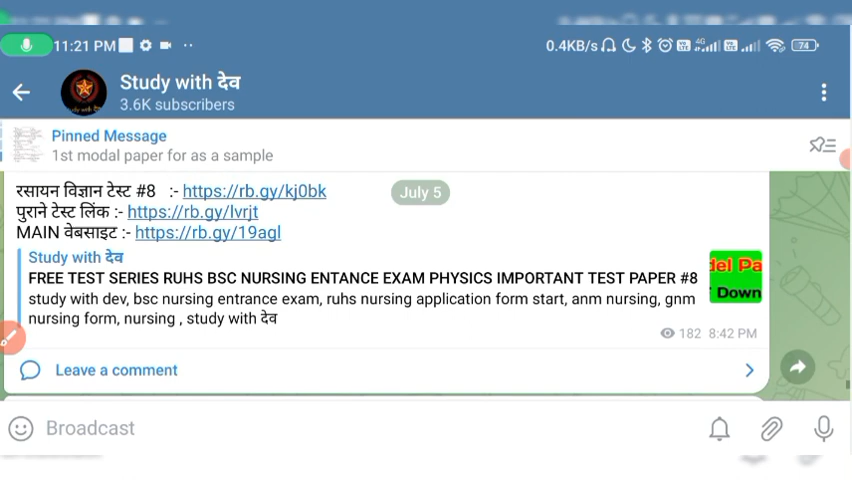 11:21 PM
0.4KB/s 4G 74
Study with देव
3.6K subscribers
Pinned Message
1st modal paper for as a sample
July 5
रसायन विज्ञान टेस्ट #8 :- https://rb.gy/kj0bk
पुराने टेस्ट लिंक :- https://rb.gy/lvrjt
MAIN वेबसाइट :- https://rb.gy/19agl
Study with देव
FREE TEST SERIES RUHS BSC NURSING ENTANCE EXAM PHYSICS IMPORTANT TEST PAPER #8
study with dev, bsc nursing entrance exam, ruhs nursing application form start, anm nursing, gnm
nursing form, nursing , study with देव
del Pa
Down
182 8:42 PM
Leave a comment
Broadcast